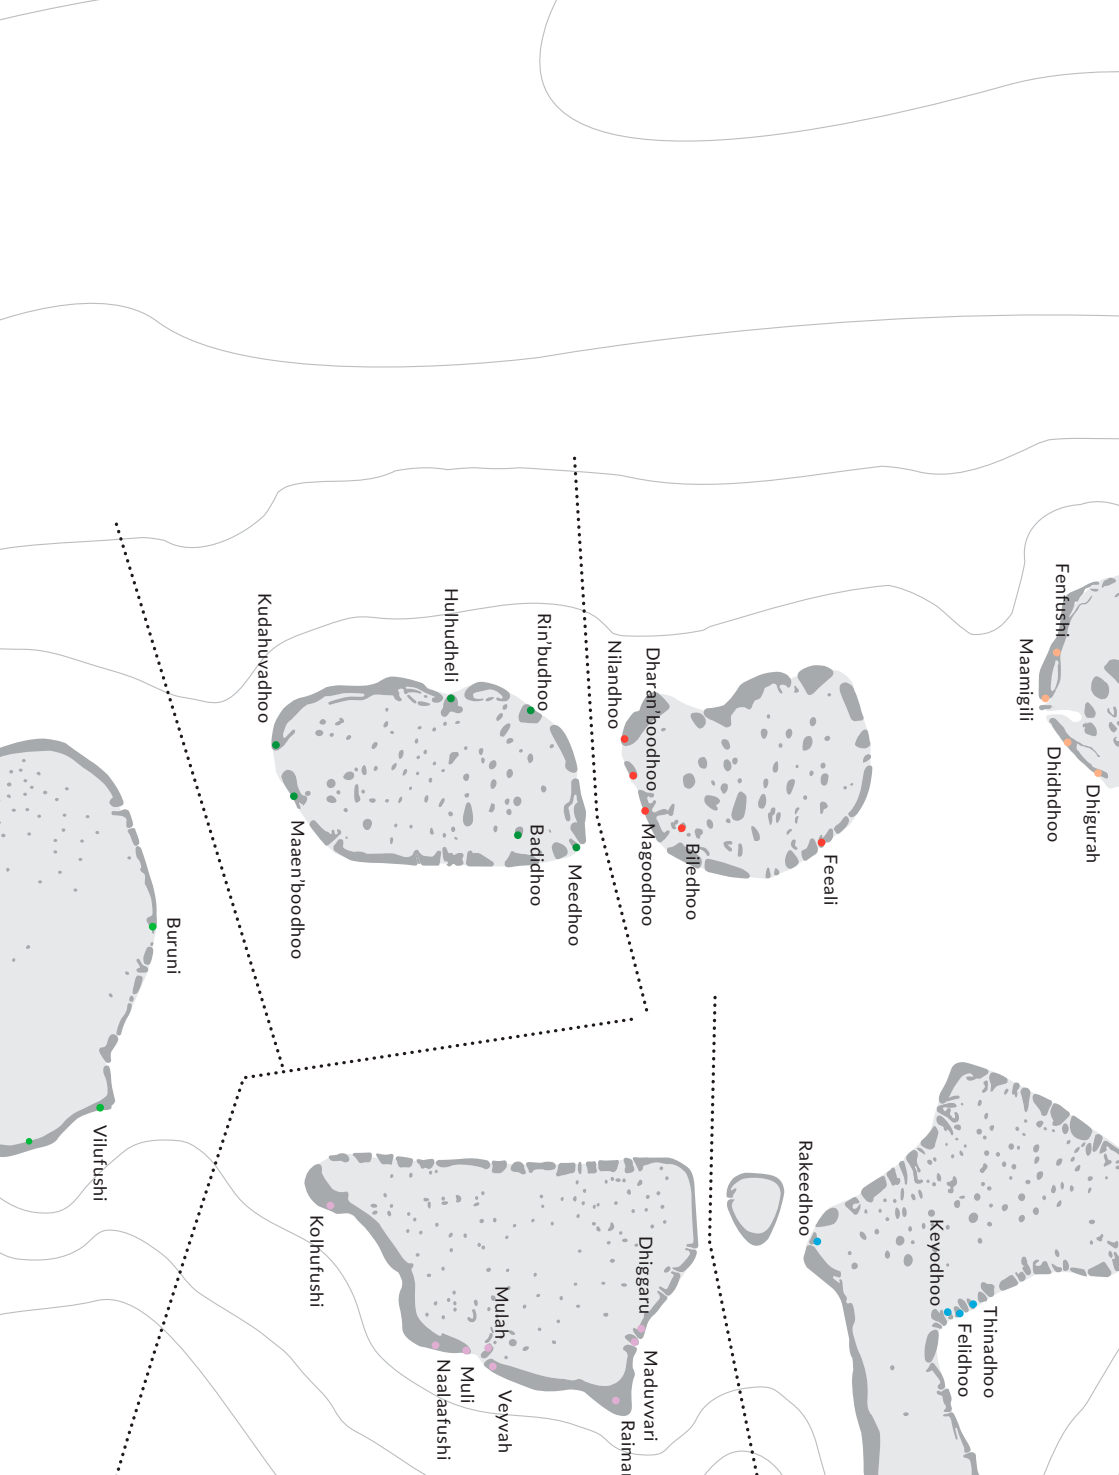 Fenfushi
Maamigili
Dhidhdhoo
Dhigurah
Kudahuvadhoo
Hulhudheli
Rin'budhoo
Nilandhoo
Dharan'boodhoo
Maaen'boodhoo
Badidhoo
Meedhoo
Magoodhoo
Biledhoo
Feeali
Buruni
Vilufushi
Rakeedhoo
Keyodhoo
Thinadhoo
Felidhoo
Kolhufushi
Dhiggaru
Mulah
Maduvvari
Muli
Naalaafushi
Veyvah